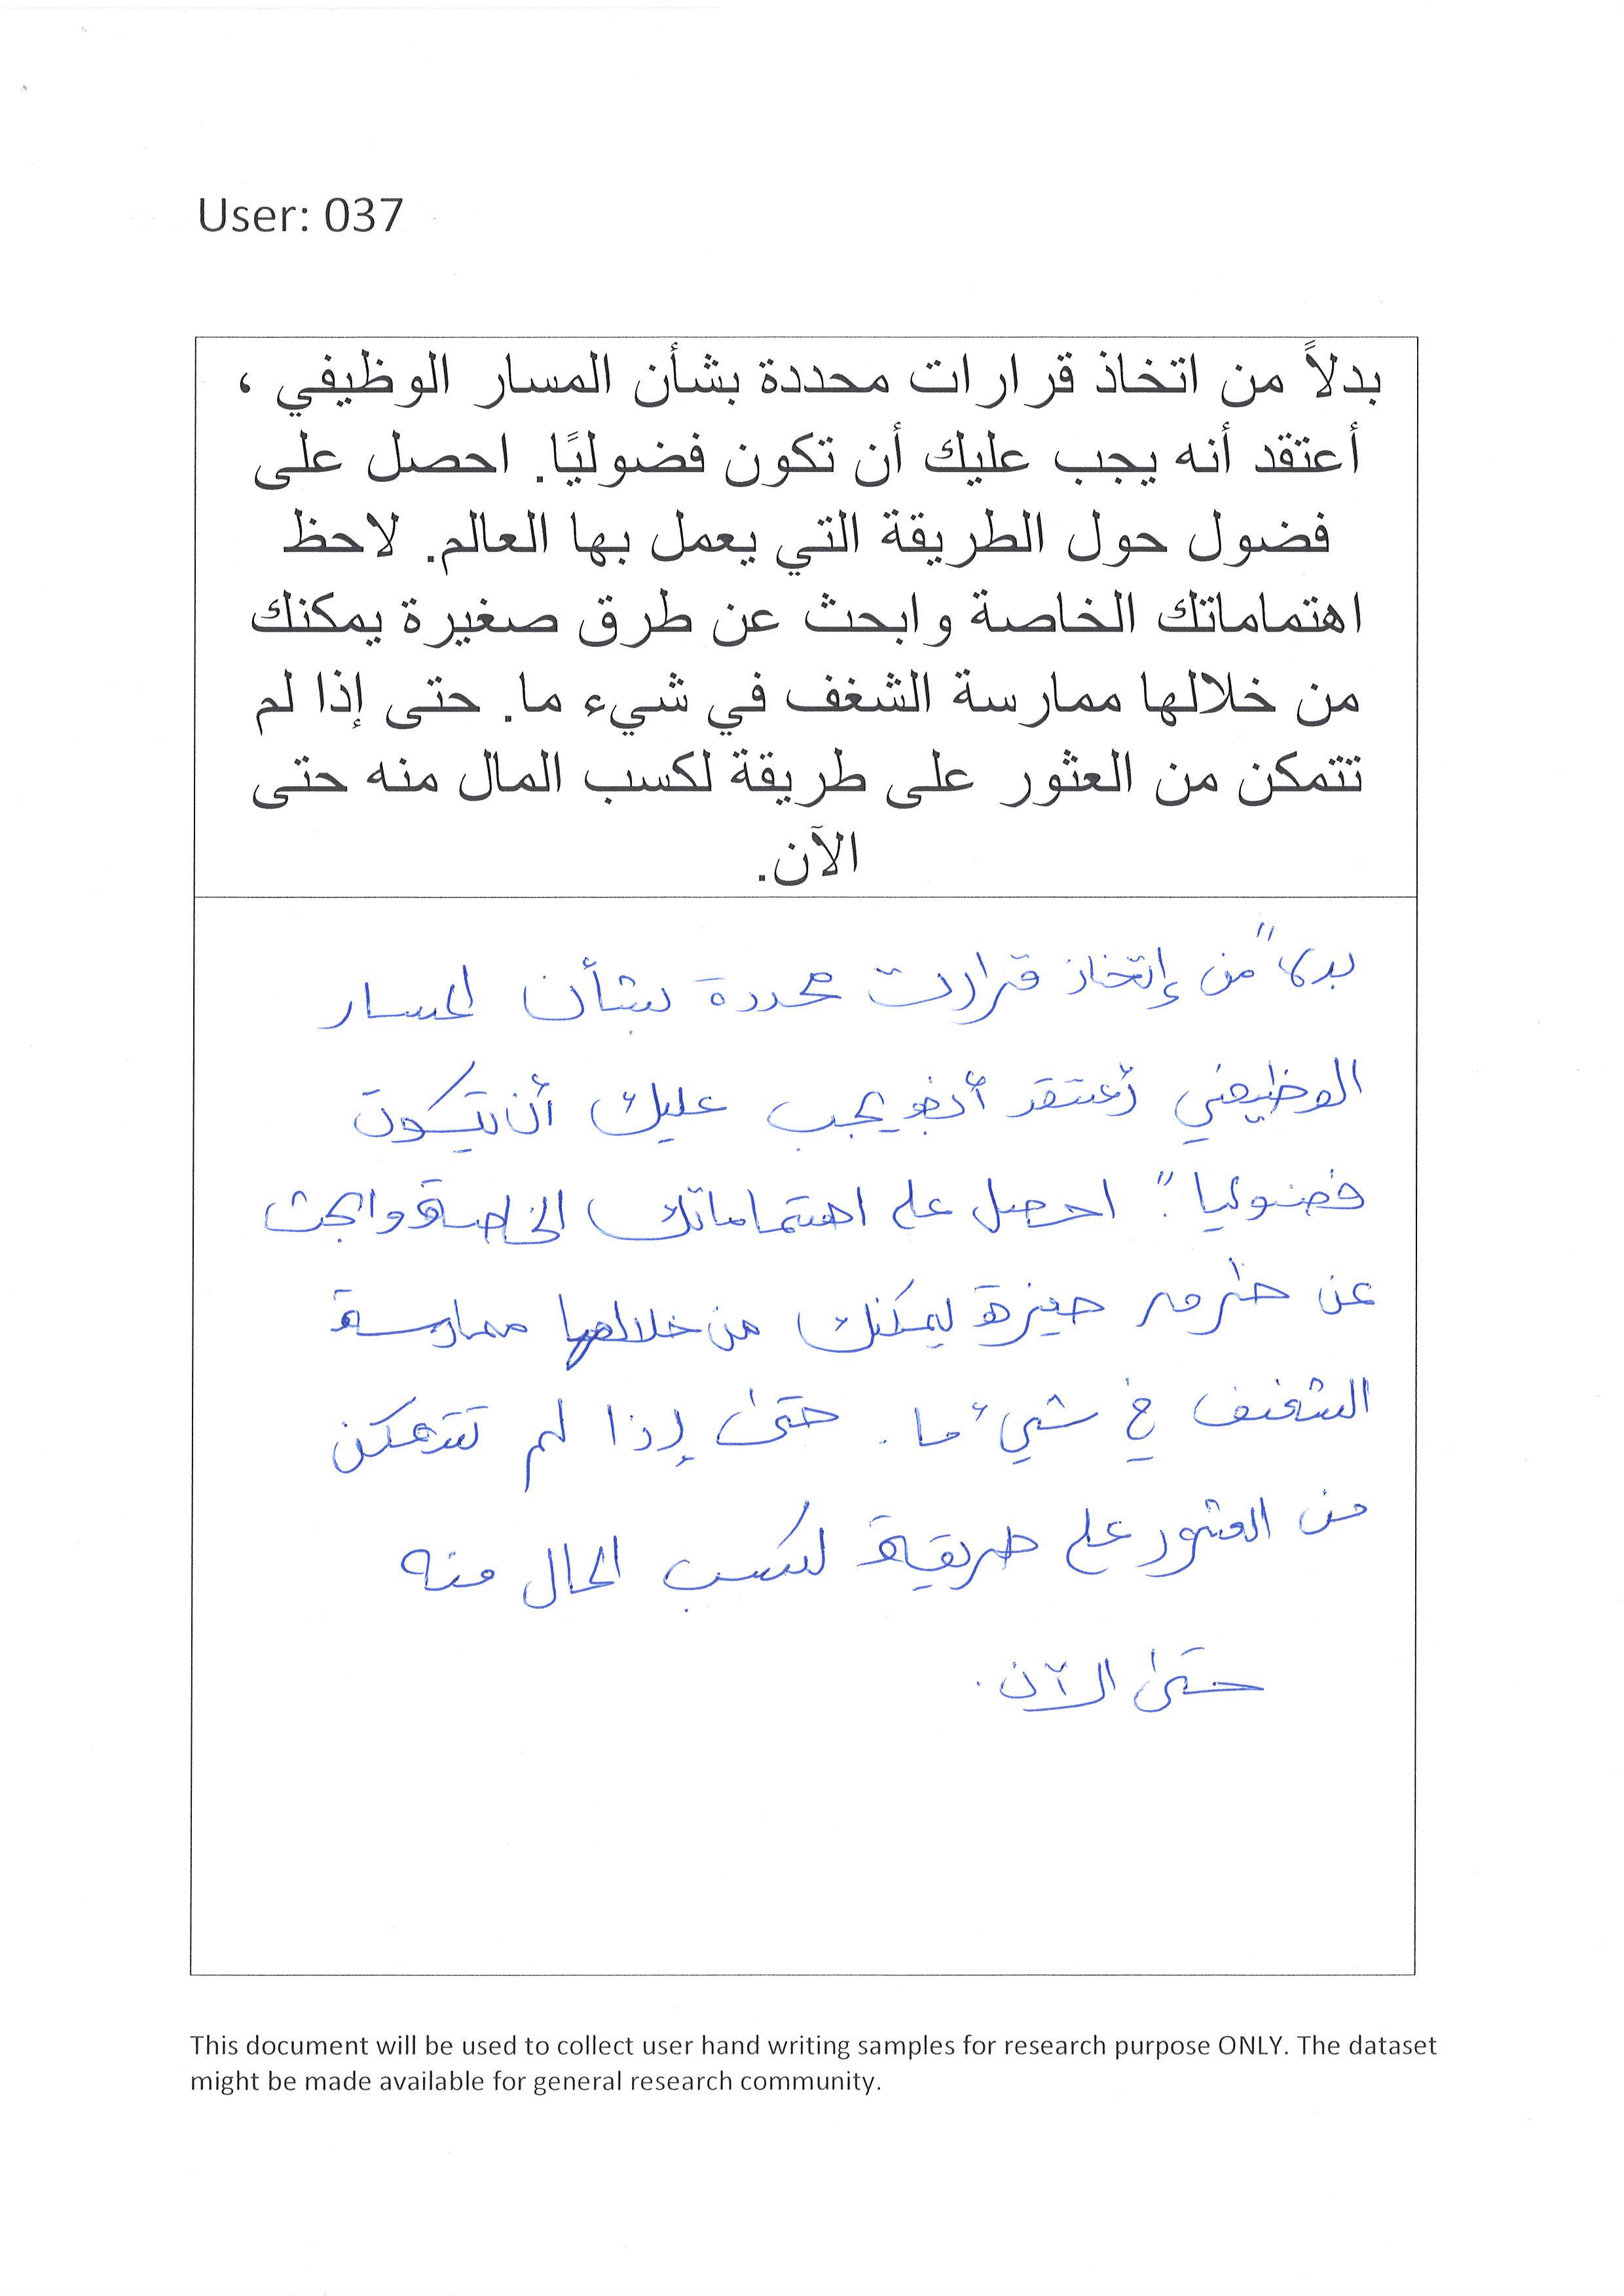 User: 037
بدلاً من اتخاذ قرارات محددة بشأن المسار الوظيفي ،
أعتقد أنه يجب عليك أن تكون فضوليًا. احصل على
فضول حول الطريقة التي يعمل بها العالم. لاحظ
اهتماماتك الخاصة وابحث عن طرق صغيرة يمكنك
من خلالها ممارسة الشغف في شيء ما. حتى إذا لم
تتمكن من العثور على طريقة لكسب المال منه حتى
الآن.
بدلاً من إتخاذ قرارت محددة بشأن المسار
الوظيفي أعتقد أنه يجب عليك أن تكون
فضوليا". احصل على اهتماماتك الخاصة وابحث
عن يمكنك من خلالها ممارسة
الشغف في شيء ما. حتى إذا لم تتمكن
من العثور على طريقة لكسب المال منه
حتى الآن.
This document will be used to collect user hand writing samples for research purpose ONLY. The dataset
might be made available for general research community.